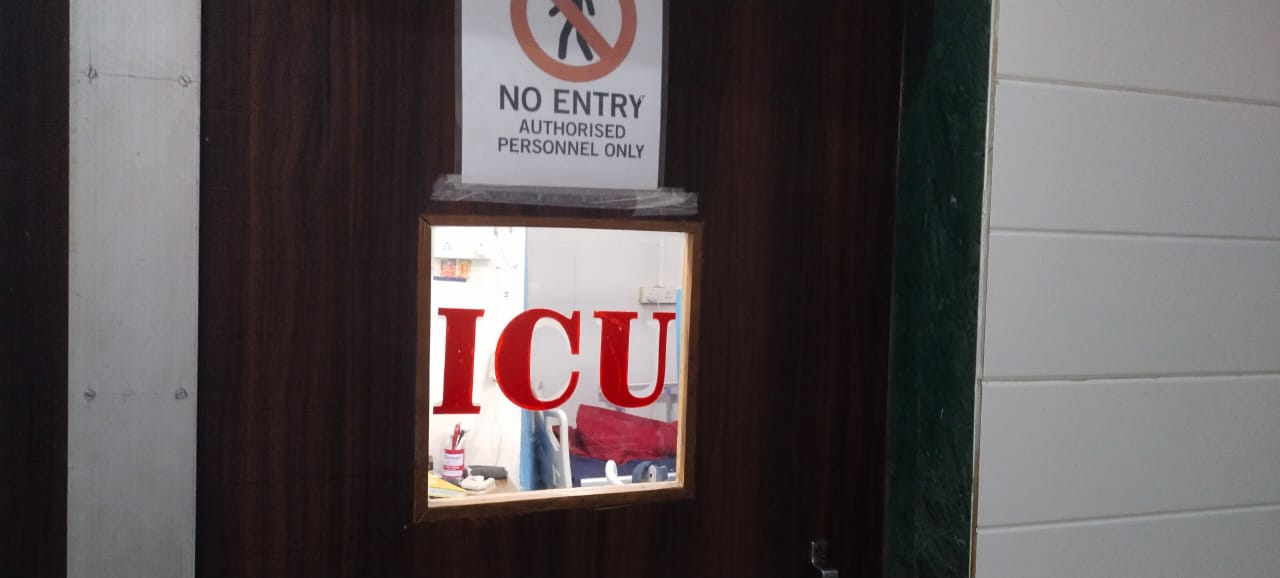 NO ENTRY
AUTHORISED
PERSONNEL ONLY
ICU